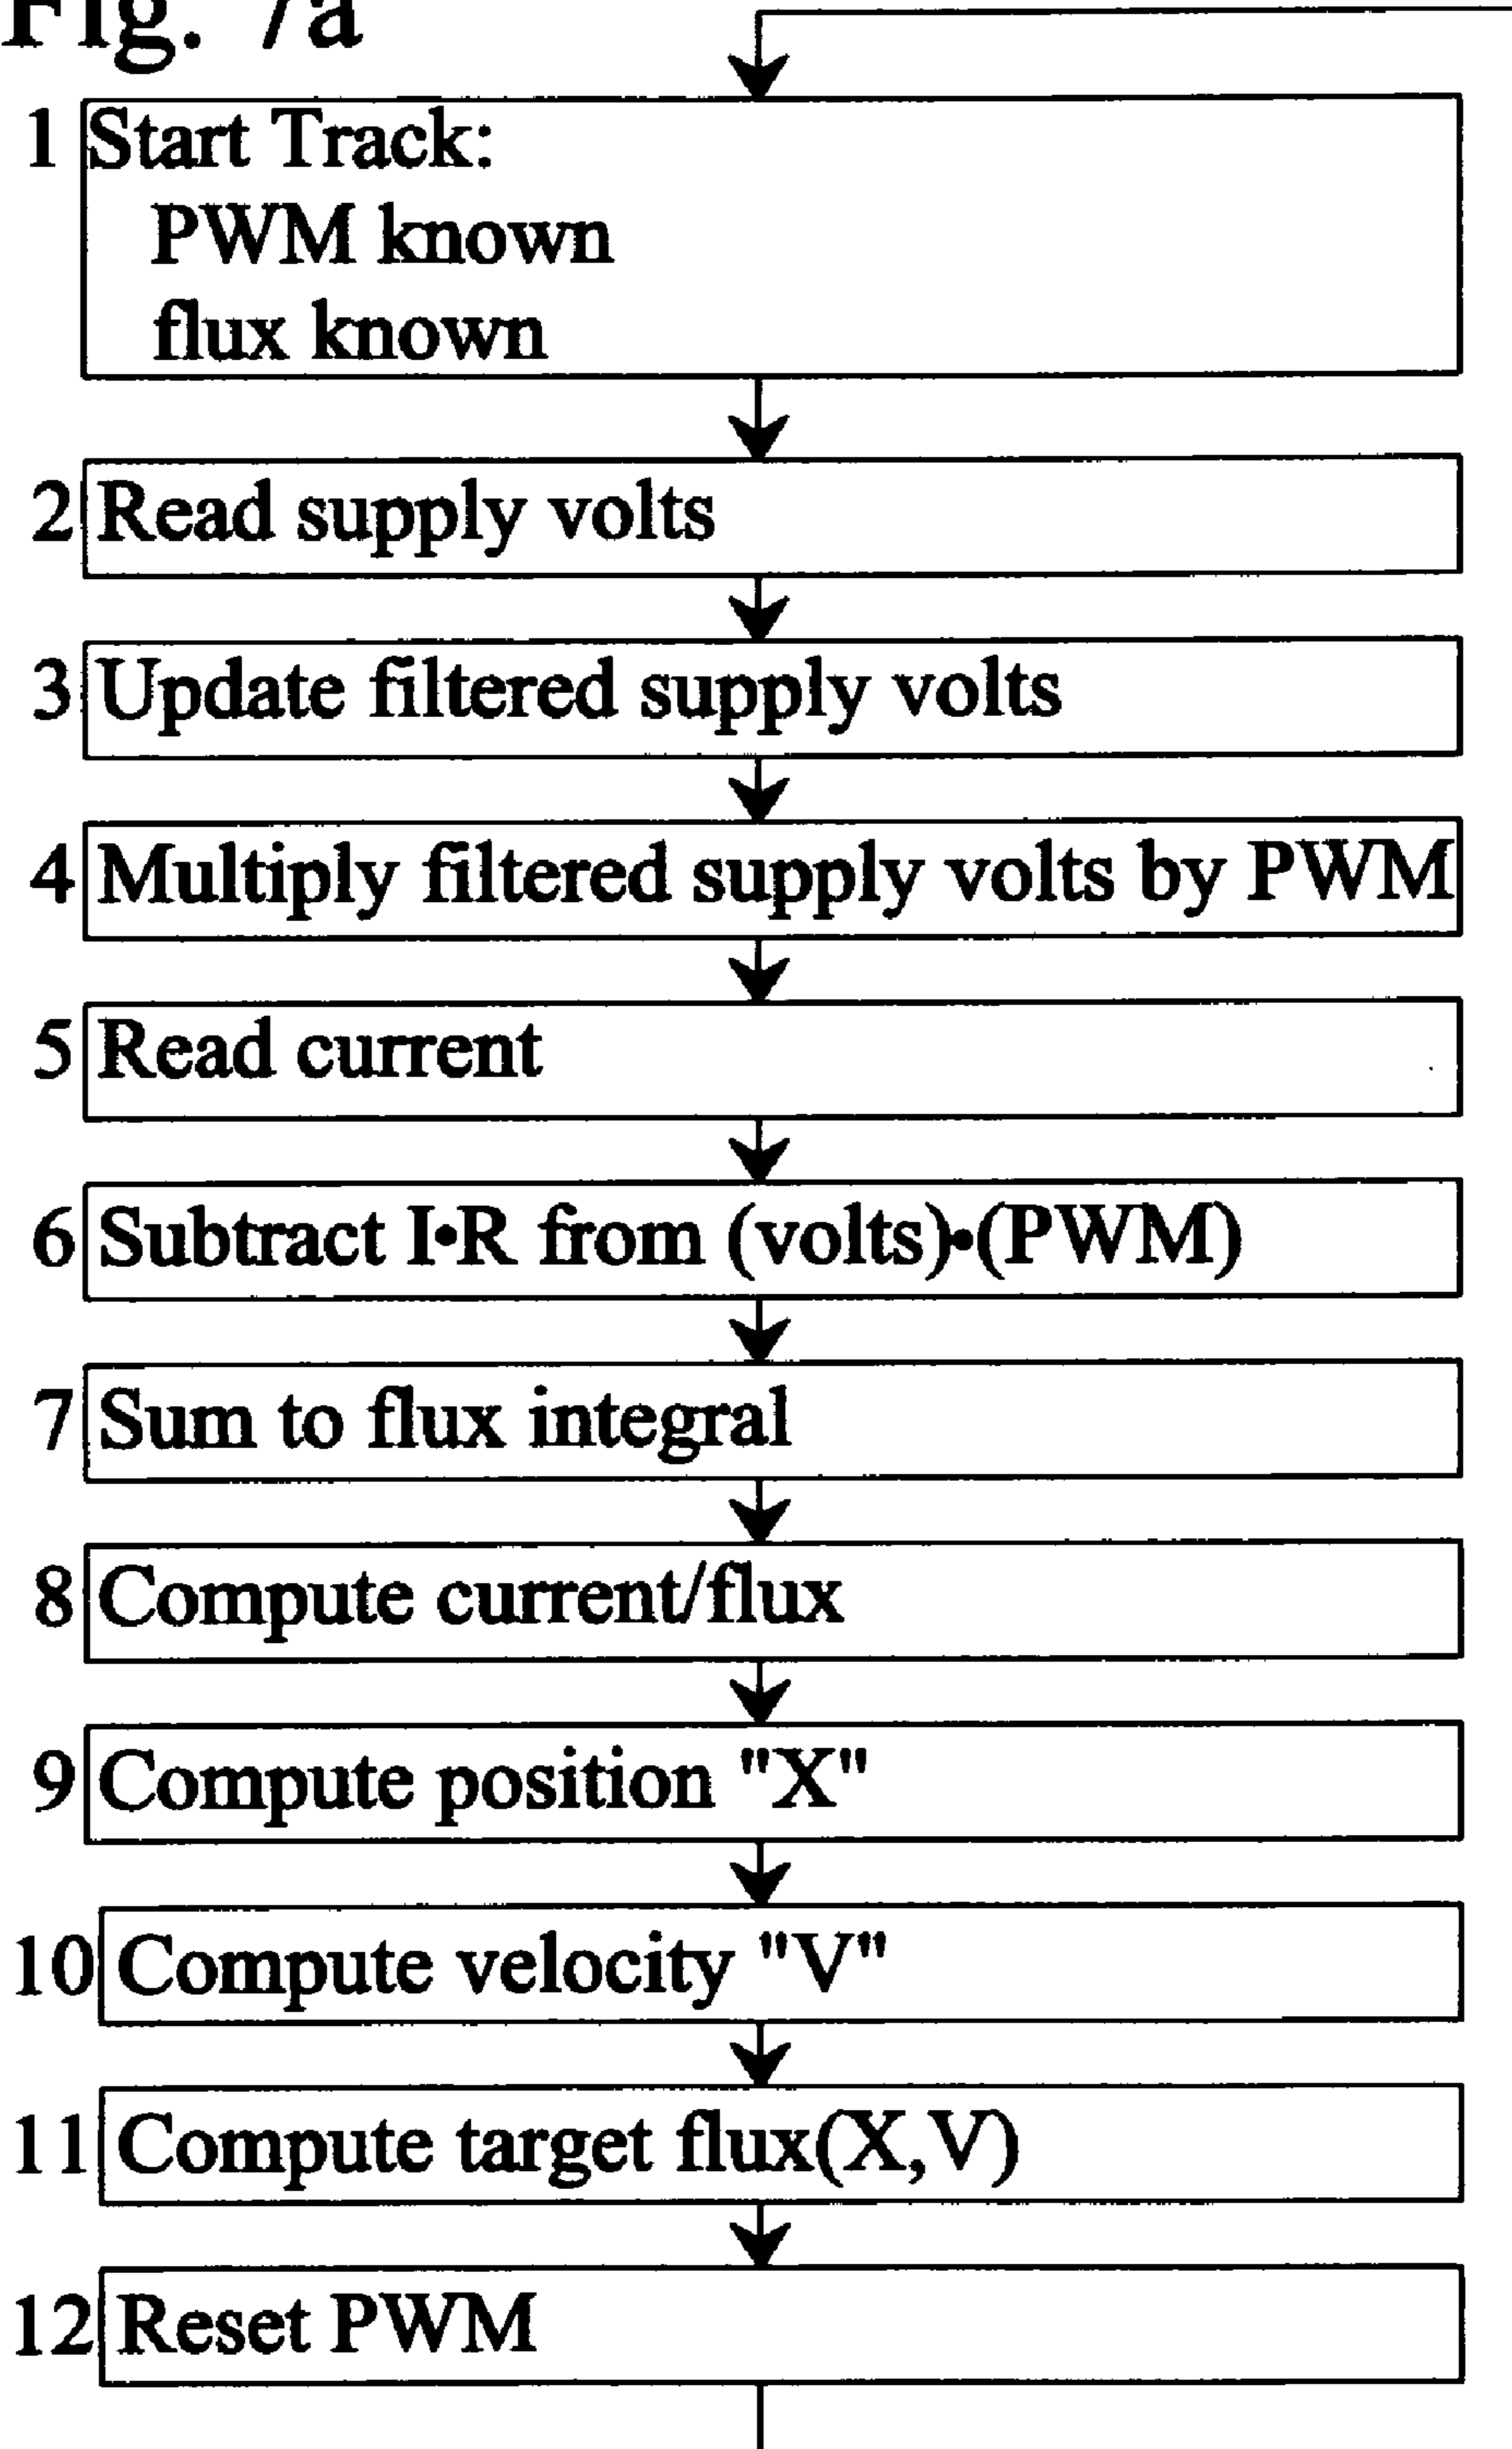 Fig. 7a
1 Start Track:
PWM known
flux known
2 Read supply volts
3 Update filtered supply volts
4 Multiply filtered supply volts by PWM
5 Read current
6 Subtract I•R from (volts)•(PWM)
7 Sum to flux integral
8 Compute current/flux
9 Compute position "X"
10 Compute velocity "V"
11 Compute target flux(X,V)
12 Reset PWM